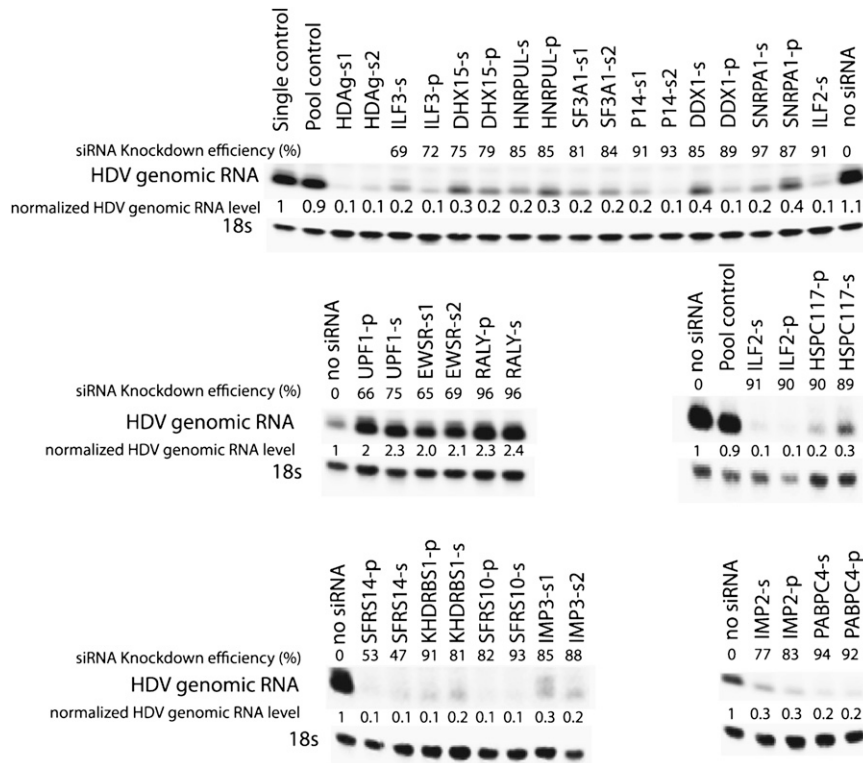 Single control Pool control HDAg-s1 HDAg-s2 ILF3-s ILF3-p DHX15-s DHX15-p HNRPUL-s HNRPUL-p SF3A1-s1 SF3A1-s2 P14-s1 P14-s2 DDX1-s DDX1-p SNRPA1-s SNRPA1-p ILF2-s no siRNA
siRNA Knockdown efficiency (%) 69 72 75 79 85 85 81 84 91 93 85 89 97 87 91 0
HDV genomic RNA
normalized HDV genomic RNA level 1 0.9 0.1 0.1 0.2 0.1 0.3 0.2 0.2 0.3 0.2 0.2 0.2 0.1 0.4 0.1 0.2 0.4 0.1 1.1
18s
no siRNA UPF1-p UPF1-s EWSR-s1 EWSR-s2 RALY-p RALY-s
siRNA Knockdown efficiency (%) 0 66 75 65 69 96 96
HDV genomic RNA
normalized HDV genomic RNA level 1 2 2.3 2.0 2.1 2.3 2.4
18s
no siRNA Pool control ILF2-s ILF2-p HSPC117-p HSPC117-s
0 91 90 90 89
1 0.9 0.1 0.1 0.2 0.3
no siRNA SFRS14-p SFRS14-s KHDRBS1-p KHDRBS1-s SFRS10-p SFRS10-s IMP3-s1 IMP3-s2
siRNA Knockdown efficiency (%) 0 53 47 91 81 82 93 85 88
HDV genomic RNA
normalized HDV genomic RNA level 1 0.1 0.1 0.1 0.2 0.1 0.1 0.3 0.2
18s
no siRNA IMP2-s IMP2-p PABPC4-s PABPC4-p
0 77 83 94 92
1 0.3 0.3 0.2 0.2